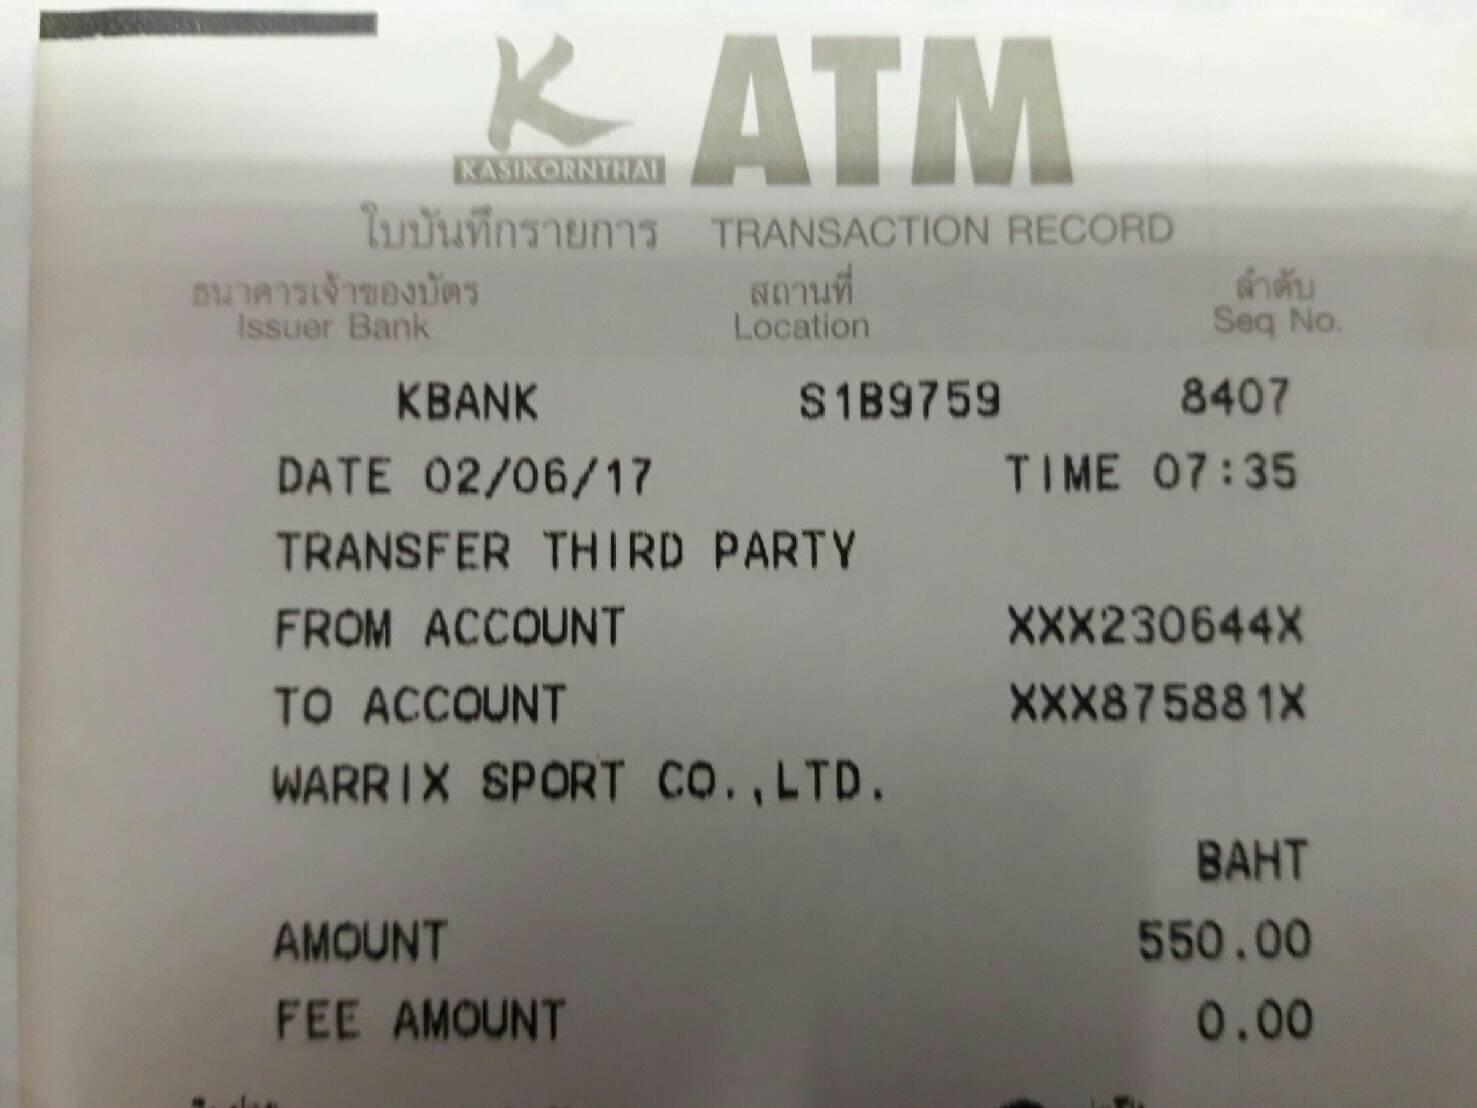 K ATM
KASIKORNTHAI
ใบบันทึกรายการ TRANSACTION RECORD
ธนาคารเจ้าของบัตร สถานที่ ลำดับ
Issuer Bank Location Seq No.
KBANK S1B9759 8407
DATE 02/06/17 TIME 07:35
TRANSFER THIRD PARTY
FROM ACCOUNT XXX230644X
TO ACCOUNT XXX875881X
WARRIX SPORT CO.,LTD.
BAHT
AMOUNT 550.00
FEE AMOUNT 0.00